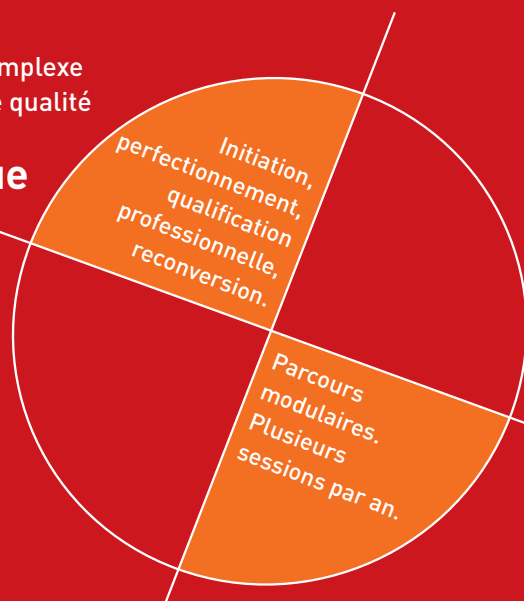 mplexe
qualité
ue
Initiation,
perfectionnement,
qualification
professionnelle,
reconversion.
Parcours
modulaires.
Plusieurs
sessions par an.